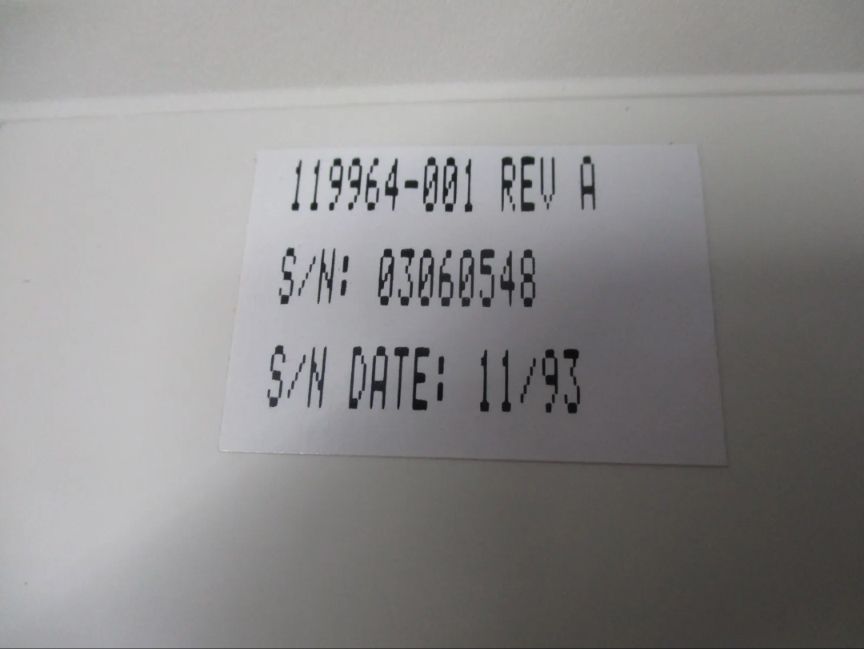 119964-001 REV A
S/N: 03060548
S/N DATE: 11/93